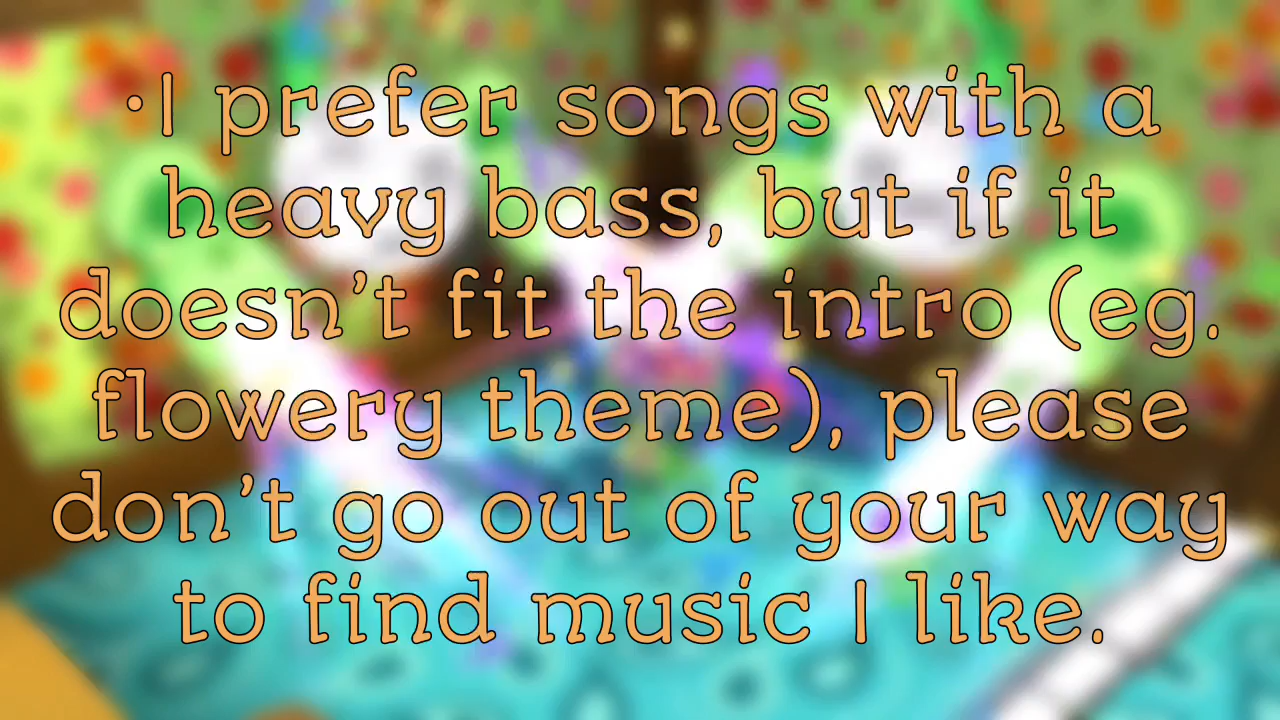 •I prefer songs with a
heavy bass, but if it
doesn’t fit the intro (eg.
flowery theme), please
don’t go out of your way
to find music I like.